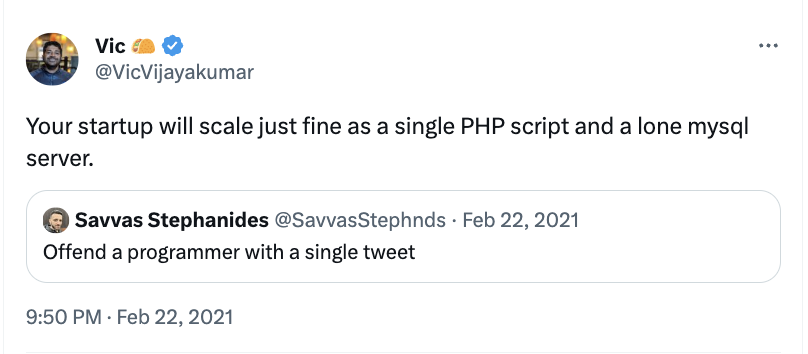 Vic 🌮
@VicVijayakumar
Your startup will scale just fine as a single PHP script and a lone mysql
server.
Savvas Stephanides @SavvasStephnds · Feb 22, 2021
Offend a programmer with a single tweet
9:50 PM · Feb 22, 2021